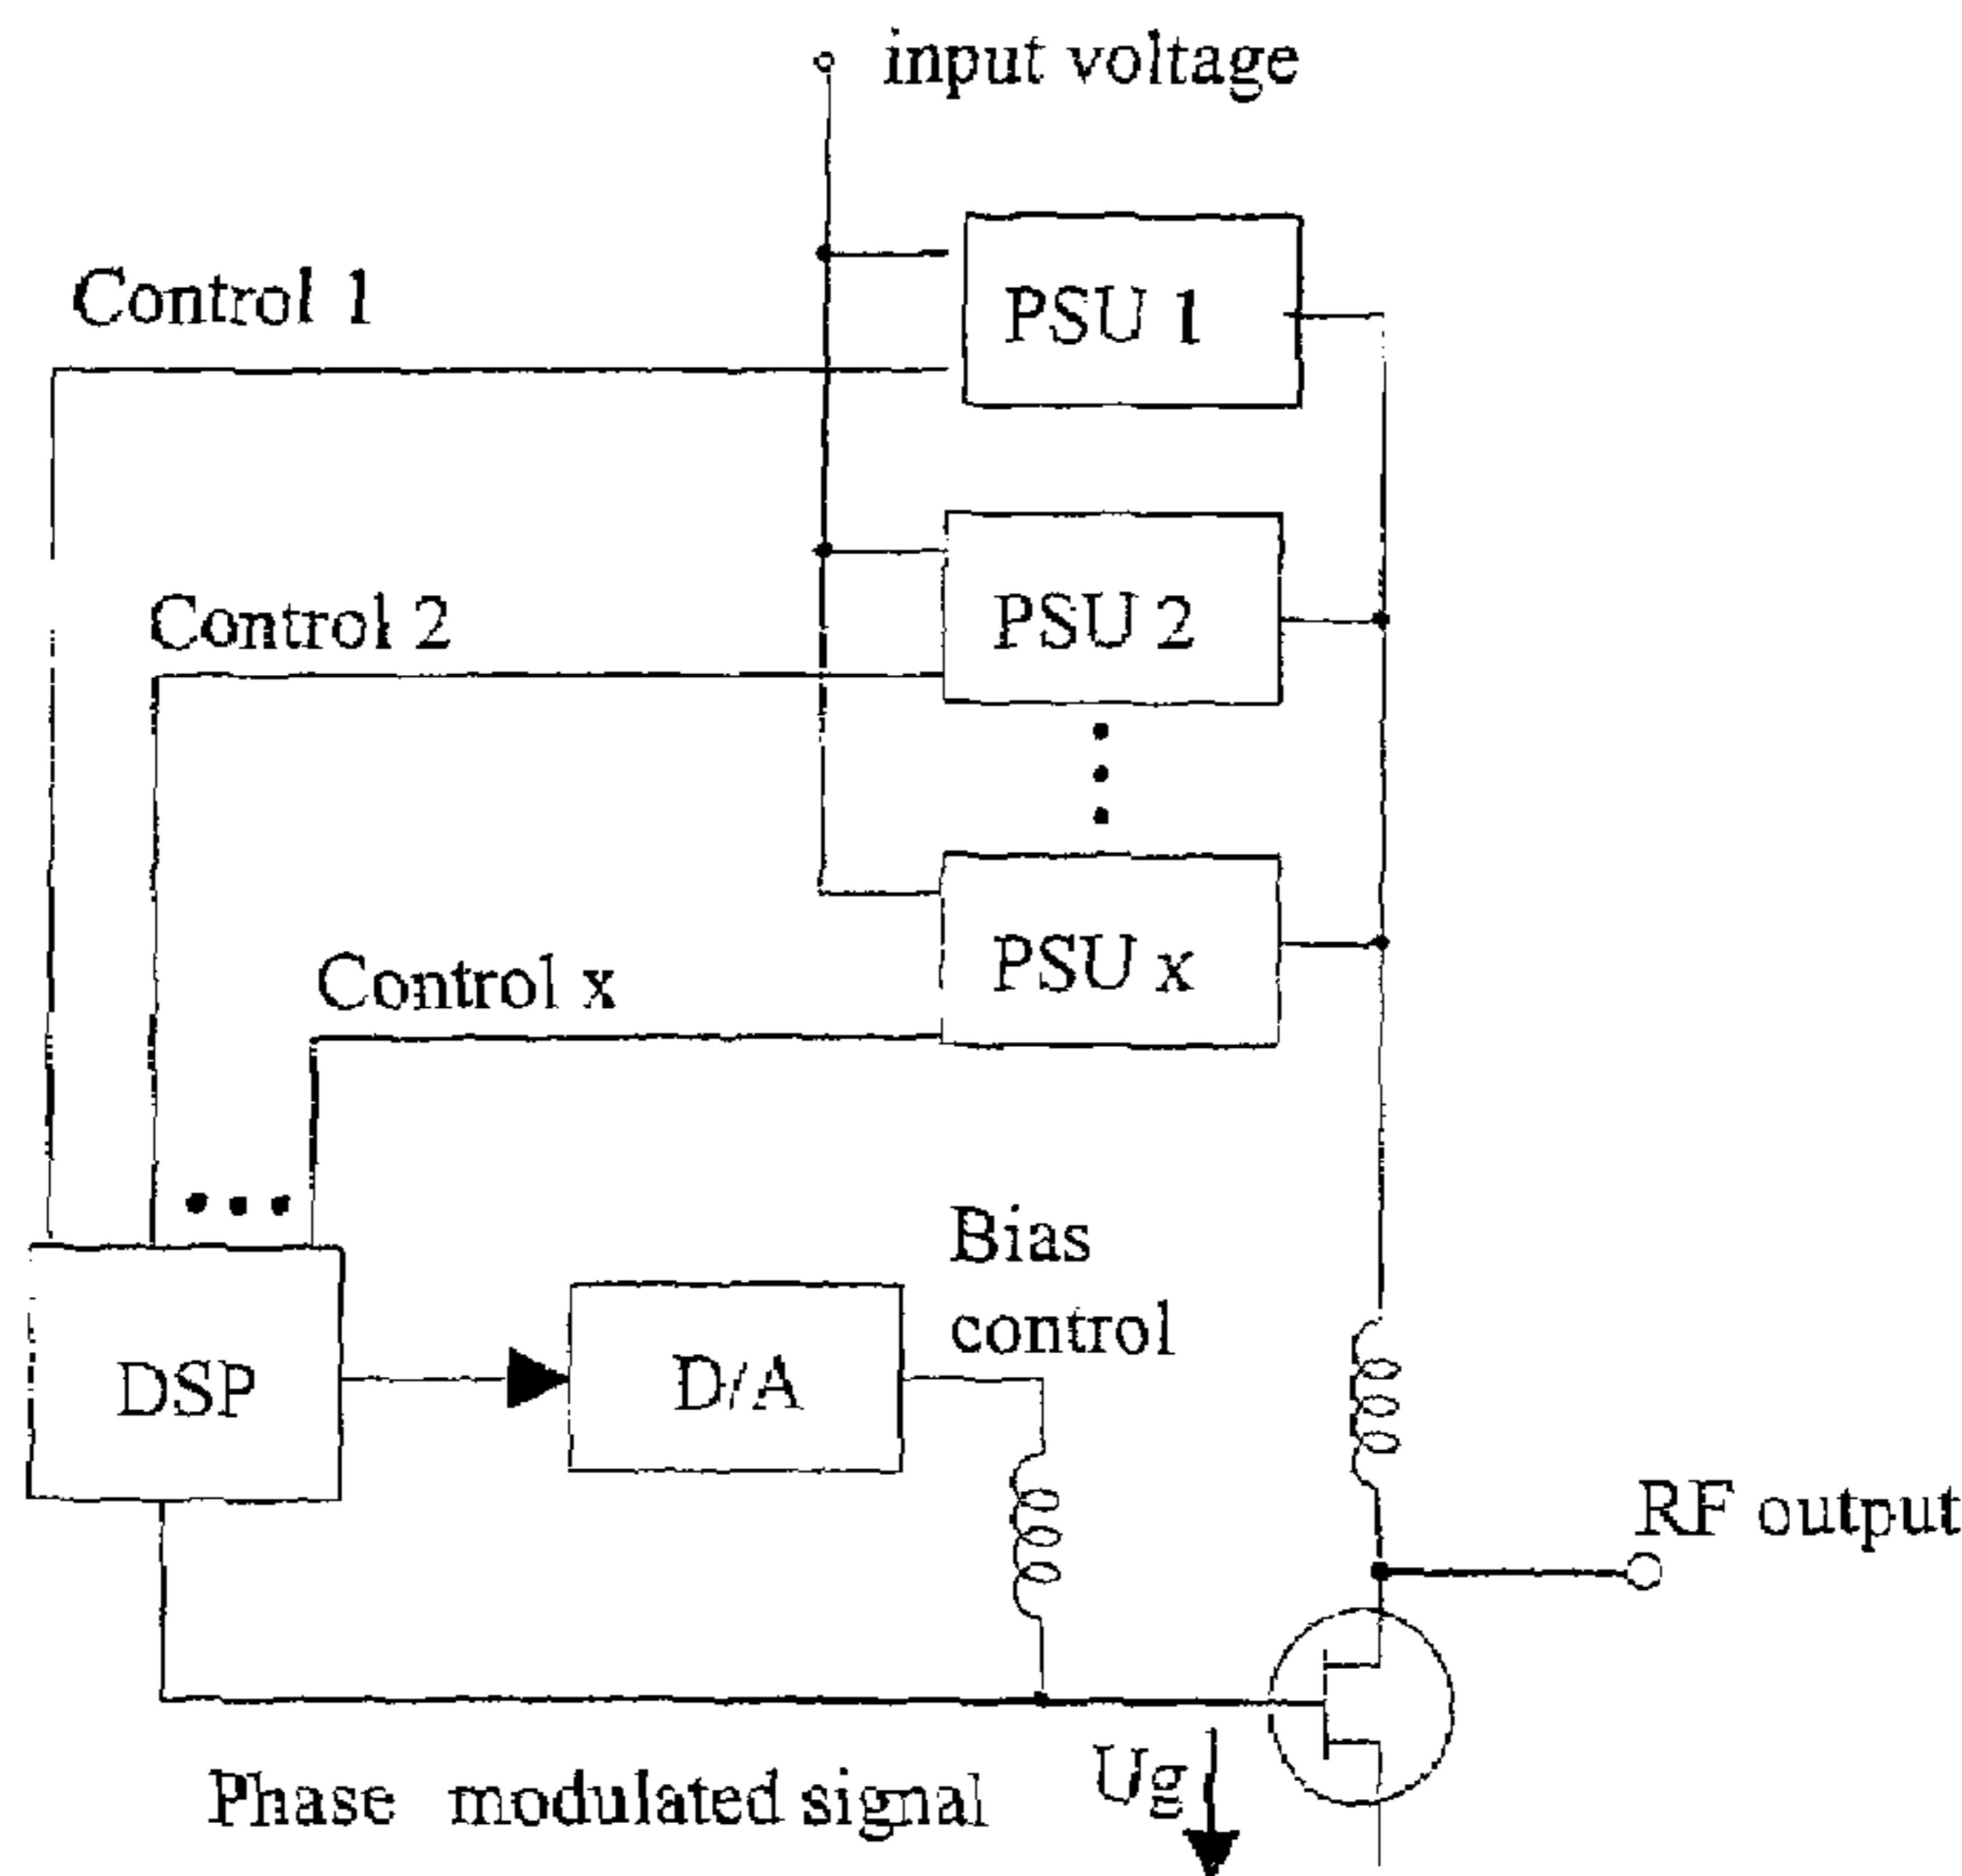 input voltage
Control 1
PSU 1
Control 2
PSU 2
Control x
PSU x
Bias
control
DSP
D/A
RF output
Phase modulated signal
Ug